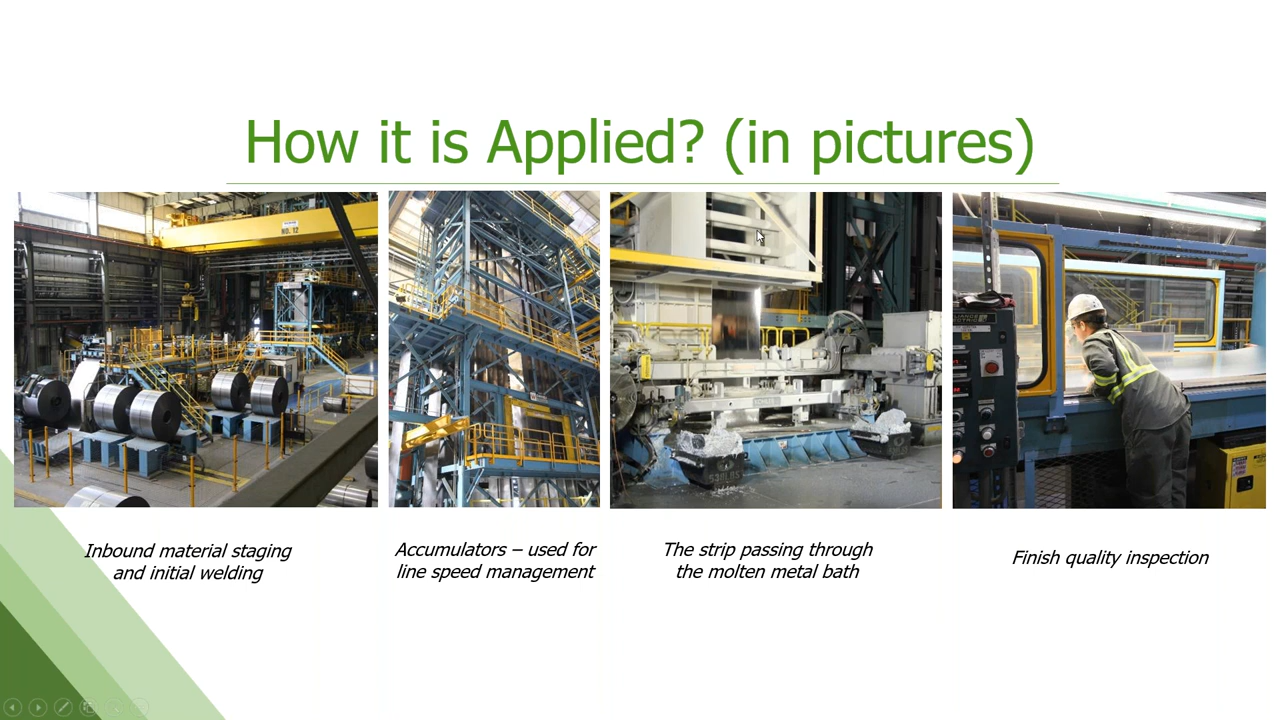 How it is Applied? (in pictures)
Inbound material staging
and initial welding
Accumulators – used for
line speed management
The strip passing through
the molten metal bath
Finish quality inspection